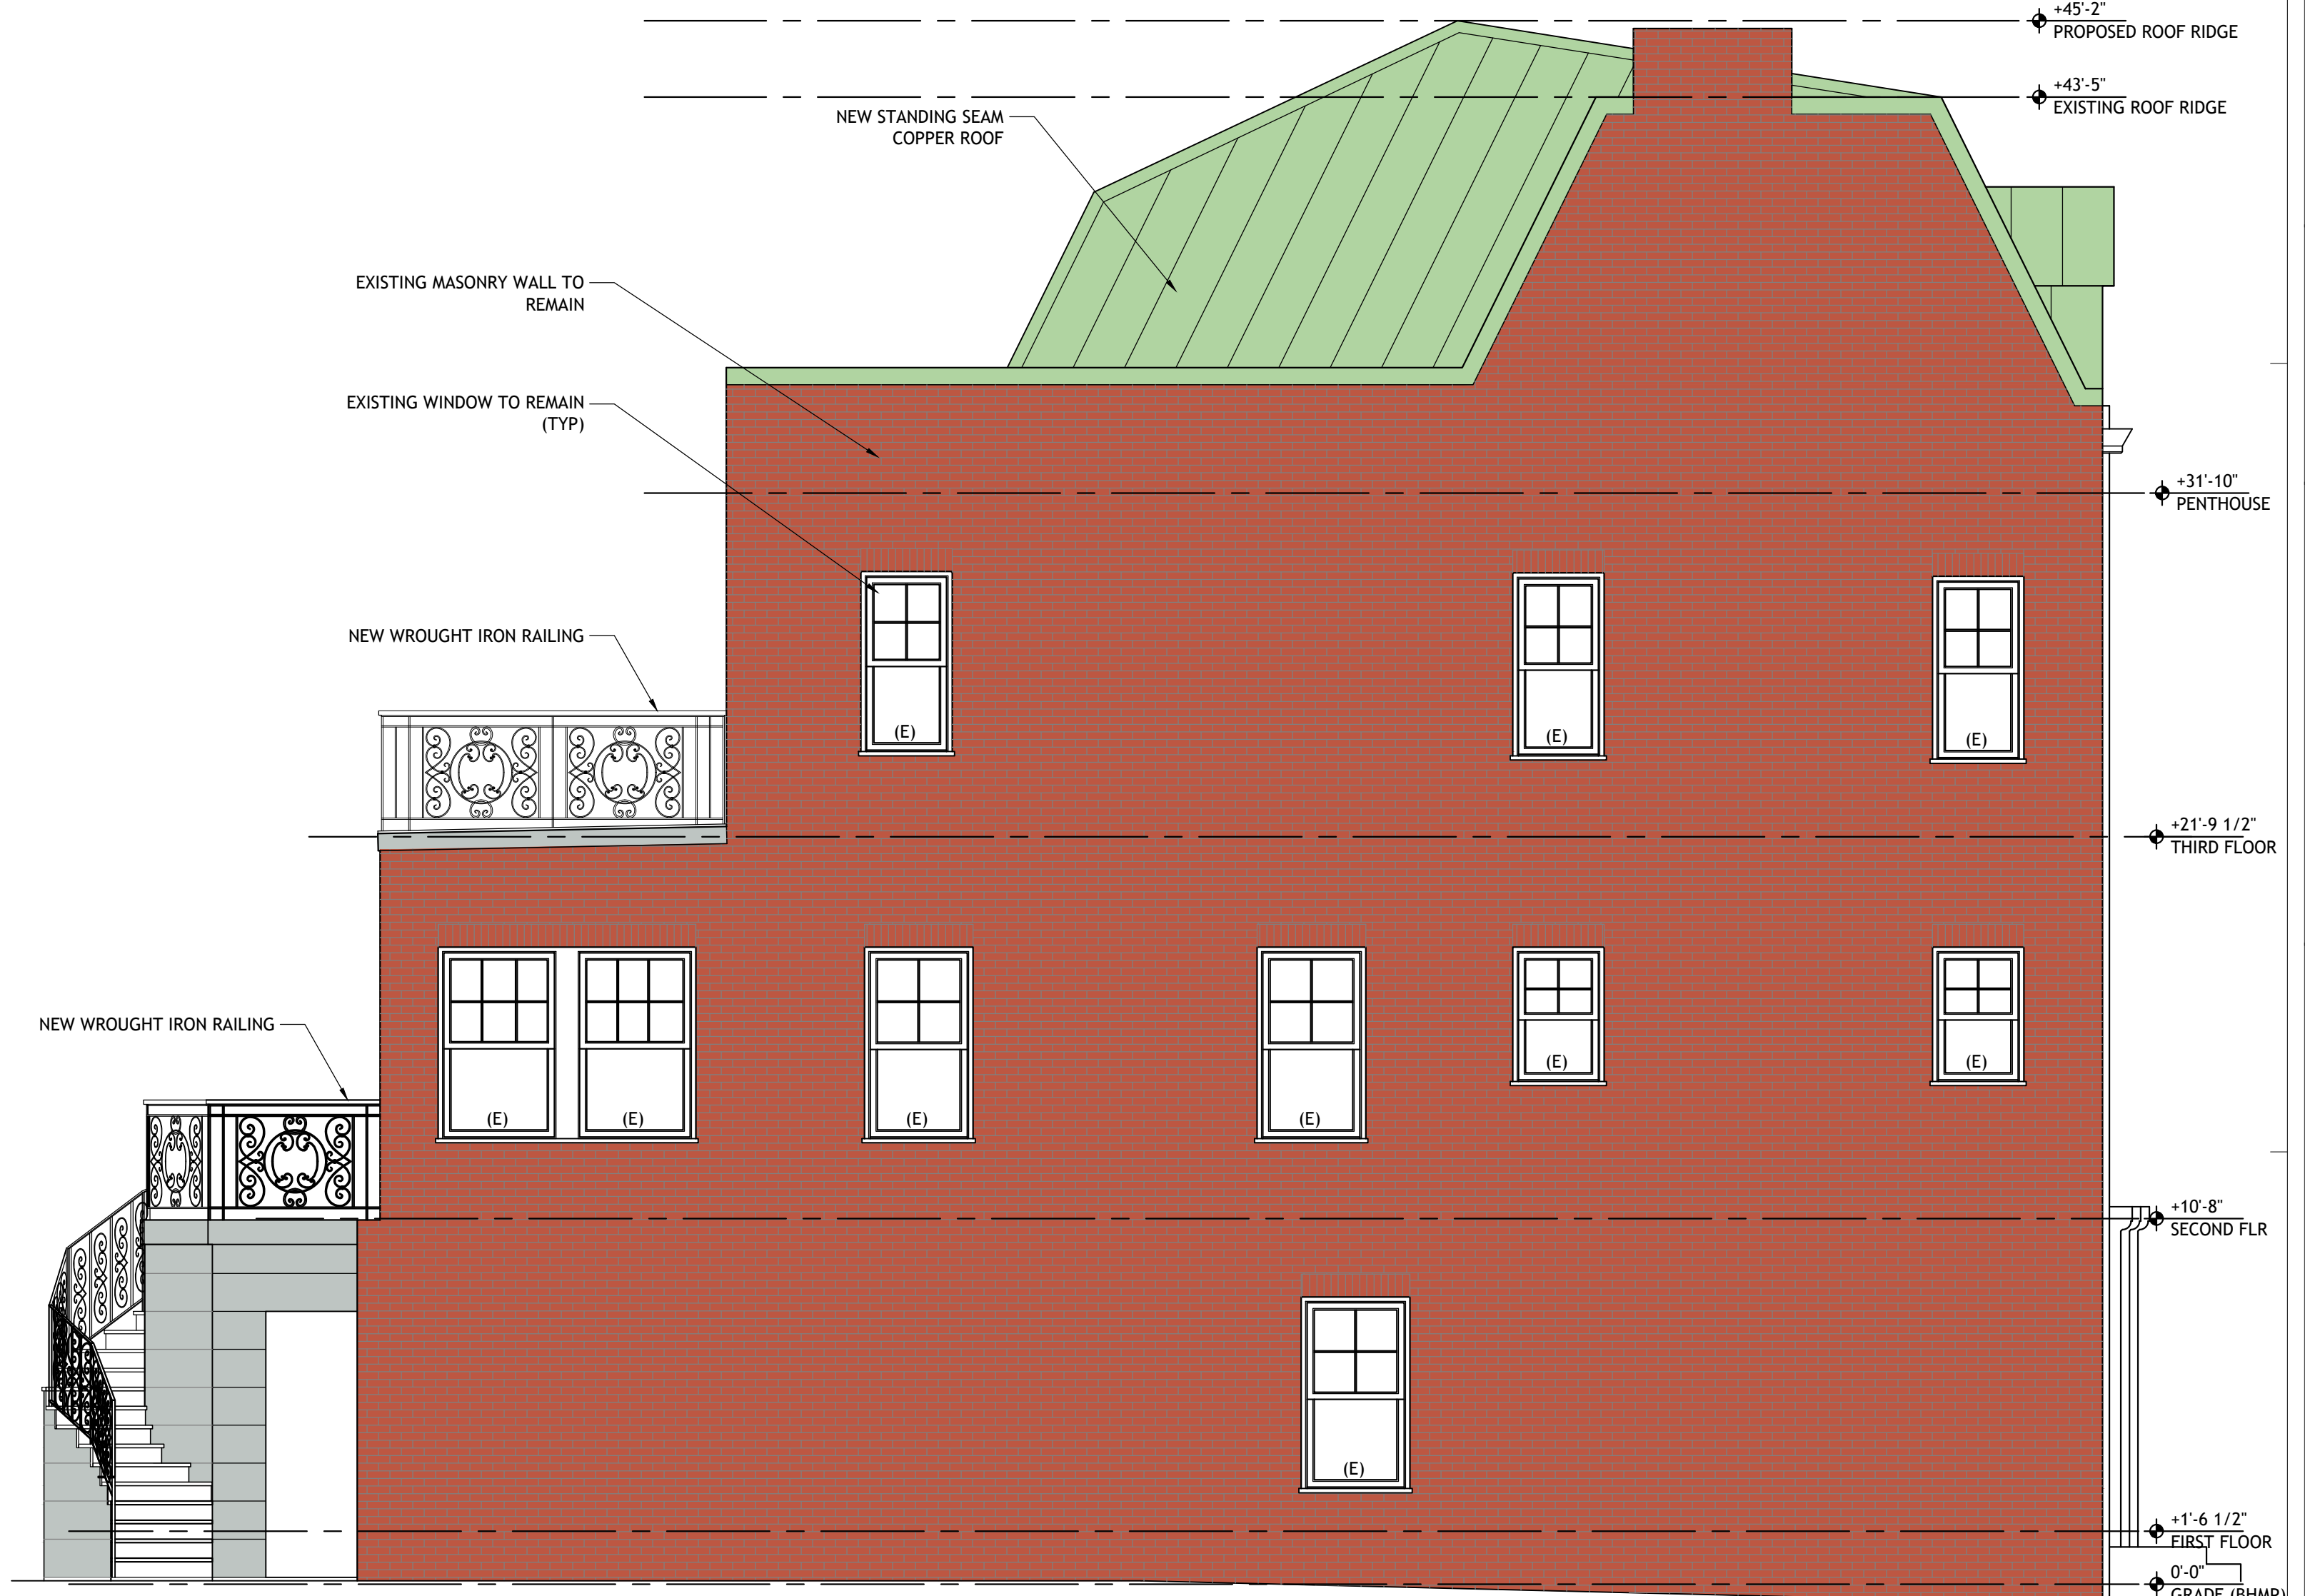 +45'-2"
PROPOSED ROOF RIDGE
+43'-5"
EXISTING ROOF RIDGE
NEW STANDING SEAM
COPPER ROOF
EXISTING MASONRY WALL TO
REMAIN
EXISTING WINDOW TO REMAIN
(TYP)
+31'-10"
PENTHOUSE
NEW WROUGHT IRON RAILING
(E)
(E)
(E)
+21'-9 1/2"
THIRD FLOOR
NEW WROUGHT IRON RAILING
(E)
(E)
(E)
(E)
(E)
(E)
+10'-8"
SECOND FLR
(E)
+1'-6 1/2"
FIRST FLOOR
0'-0"
GRADE (BHMP)